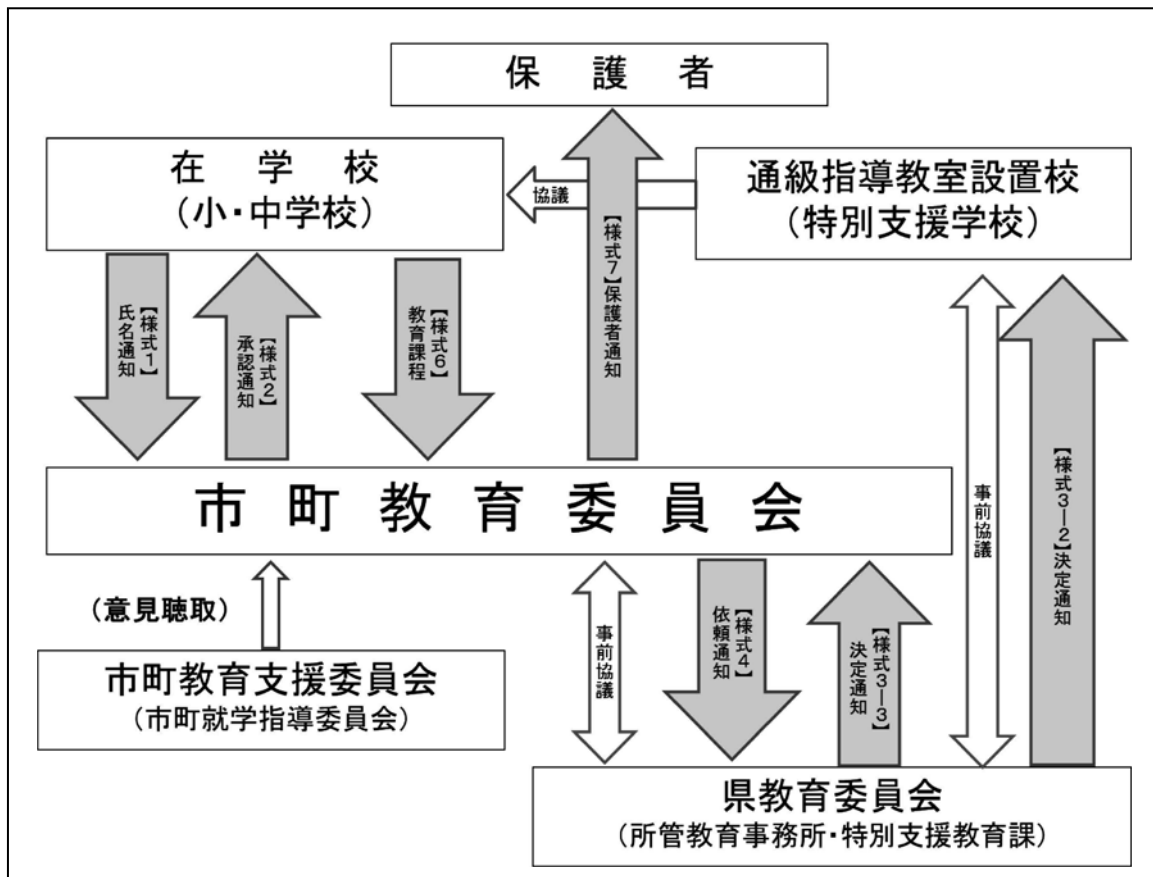 保 護 者
在 学 校
(小・中学校)
通級指導教室設置校
(特別支援学校)
協議
【様式1】
氏名通知
【様式2】
承認通知
【様式6】
教育課程
【様式7】保護者通知
事前協議
【様式3―2】決定通知
市 町 教 育 委 員 会
(意見聴取)
市町教育支援委員会
(市町就学指導委員会)
事前協議
【様式4】
依頼通知
【様式3―3】
決定通知
県教育委員会
(所管教育事務所・特別支援教育課)